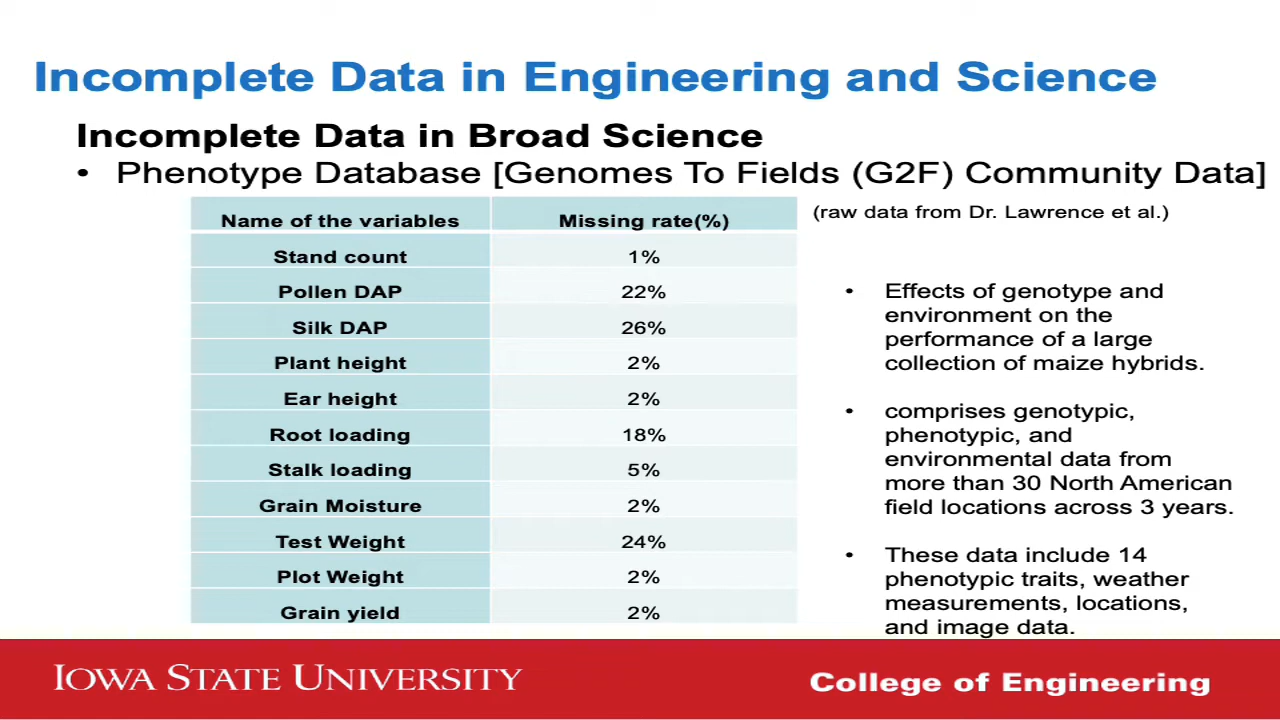 Incomplete Data in Engineering and Science
Incomplete Data in Broad Science
• Phenotype Database [Genomes To Fields (G2F) Community Data]
(raw data from Dr. Lawrence et al.)
Name of the variables Missing rate(%)
Stand count 1%
Pollen DAP 22%
Silk DAP 26%
Plant height 2%
Ear height 2%
Root loading 18%
Stalk loading 5%
Grain Moisture 2%
Test Weight 24%
Plot Weight 2%
Grain yield 2%
• Effects of genotype and
environment on the
performance of a large
collection of maize hybrids.
• comprises genotypic,
phenotypic, and
environmental data from
more than 30 North American
field locations across 3 years.
• These data include 14
phenotypic traits, weather
measurements, locations,
and image data.
IOWA STATE UNIVERSITY
College of Engineering